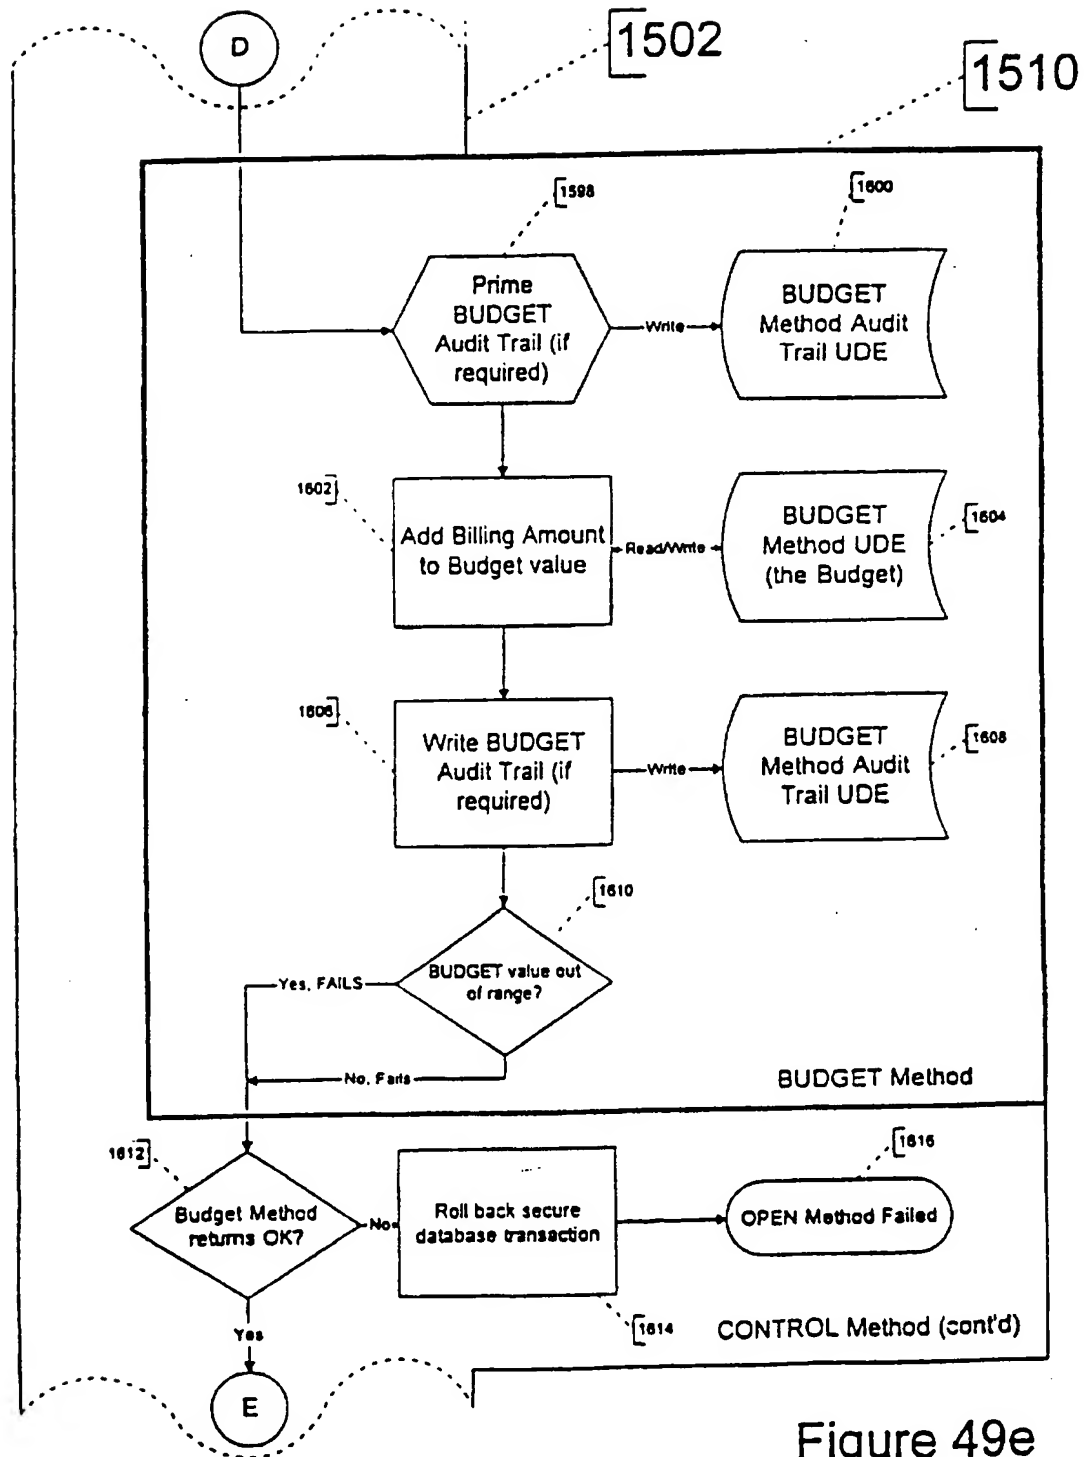 D
1502
1510
1598
1600
Prime
BUDGET
Audit Trail (if
required)
Write
BUDGET
Method Audit
Trail UDE
1602
Add Billing Amount
to Budget value
Read/Write
BUDGET
Method UDE
(the Budget)
1604
1606
Write BUDGET
Audit Trail (if
required)
Write
BUDGET
Method Audit
Trail UDE
1608
1610
BUDGET value out
of range?
Yes, FAILS
No, Fails
BUDGET Method
1612
Budget Method
returns OK?
No
Roll back secure
database transaction
1616
OPEN Method Failed
1614
CONTROL Method (cont'd)
Yes
E
Figure 49e